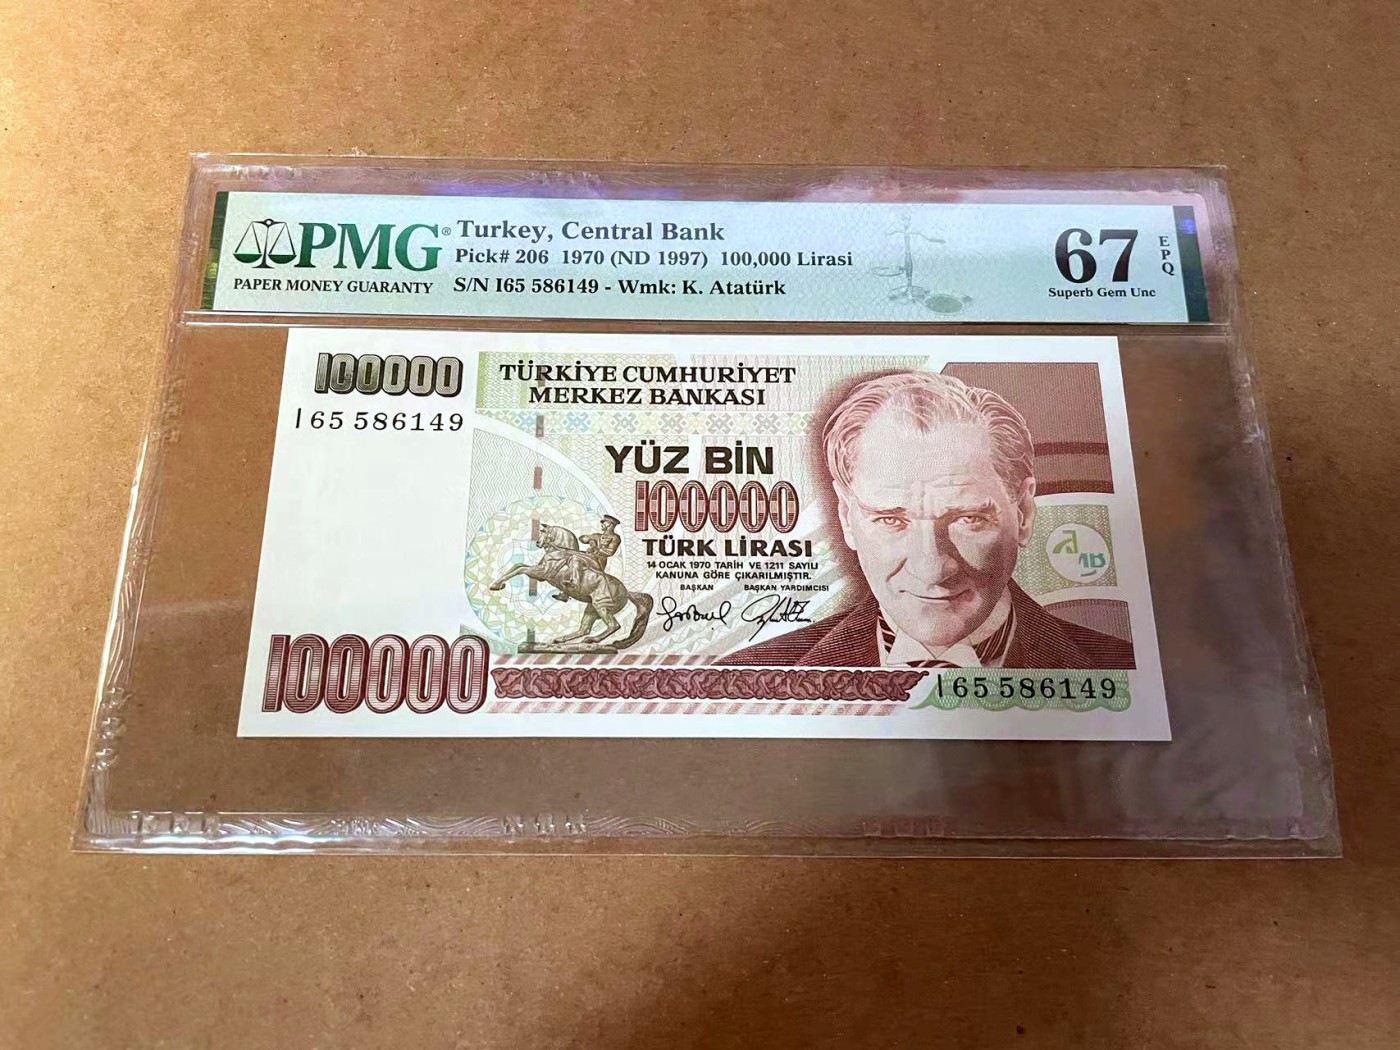 PMG®
PAPER MONEY GUARANTY
Turkey, Central Bank
Pick# 206 1970 (ND 1997) 100,000 Lirasi
S/N I65 586149 - Wmk: K. Atatürk
67
Superb Gem Unc
EPQ
100000
I65 586149
TÜRKİYE CUMHURİYET
MERKEZ BANKASI
YÜZ BİN
100000
TÜRK LİRASI
14 OCAK 1970 TARİH VE 1211 SAYILI
KANUNA GÖRE ÇIKARILMIŞTIR.
BAŞKAN BAŞKAN YARDIMCISI
100000
I65 586149